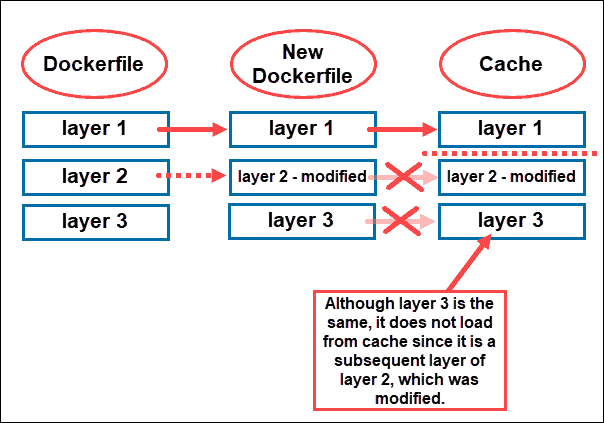 Dockerfile
New
Dockerfile
Cache
layer 1
layer 1
layer 1
layer 2
layer 2 - modified
layer 2 - modified
layer 3
layer 3
layer 3
Although layer 3 is the
same, it does not load
from cache since it is a
subsequent layer of
layer 2, which was
modified.